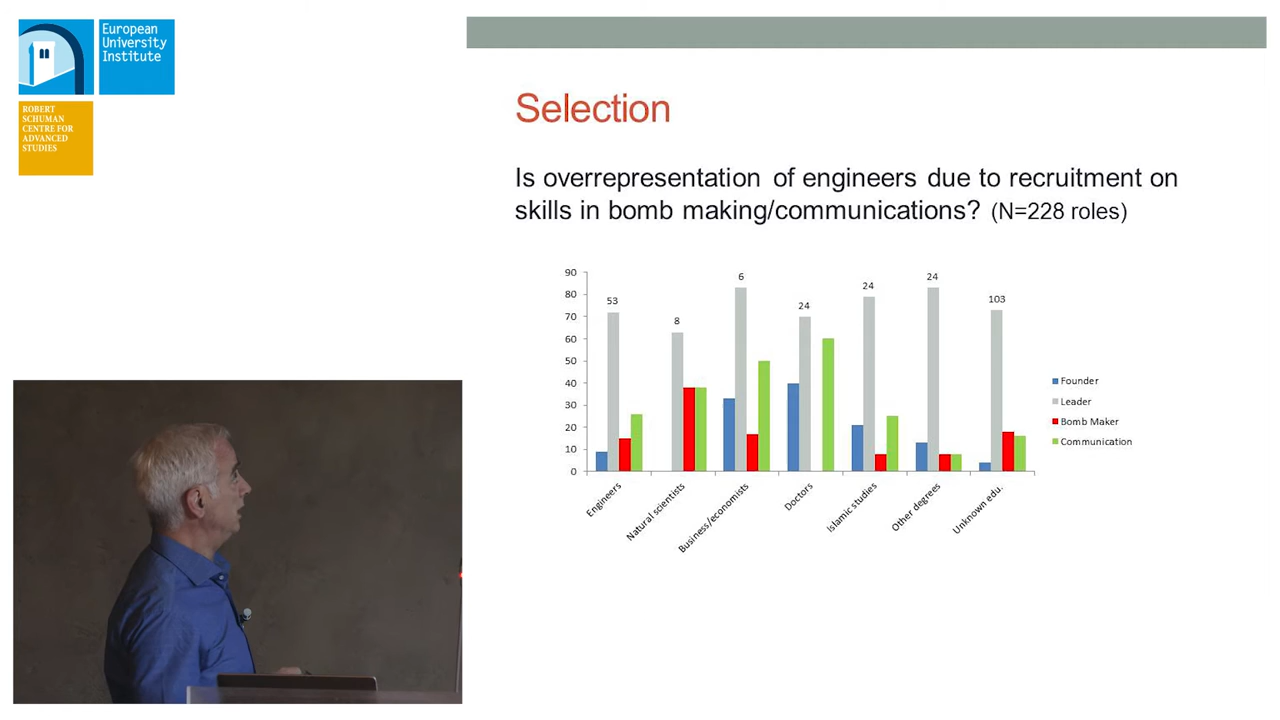 European
University
Institute
ROBERT
SCHUMAN
CENTRE FOR
ADVANCED
STUDIES
Selection
Is overrepresentation of engineers due to recruitment on
skills in bomb making/communications? (N=228 roles)
90
80
70
60
50
40
30
20
10
0
53
8
6
24
24
24
103
Engineers
Natural scientists
Business/economists
Doctors
Islamic studies
Other degrees
Unknown edu.
Founder
Leader
Bomb Maker
Communication